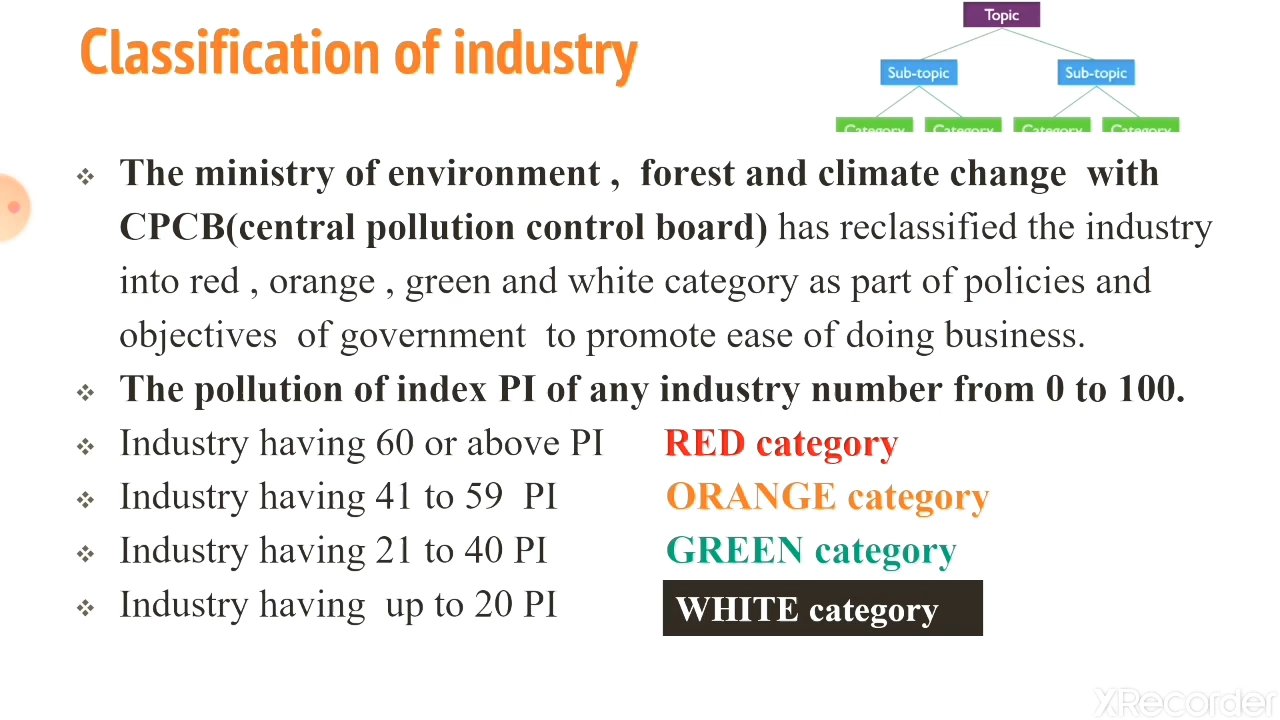 Classification of industry
Topic
Sub-topic Sub-topic
Category Category Category Category
The ministry of environment , forest and climate change with
CPCB(central pollution control board) has reclassified the industry
into red , orange , green and white category as part of policies and
objectives of government to promote ease of doing business.
The pollution of index PI of any industry number from 0 to 100.
Industry having 60 or above PI RED category
Industry having 41 to 59 PI ORANGE category
Industry having 21 to 40 PI GREEN category
Industry having up to 20 PI WHITE category
XRecorder